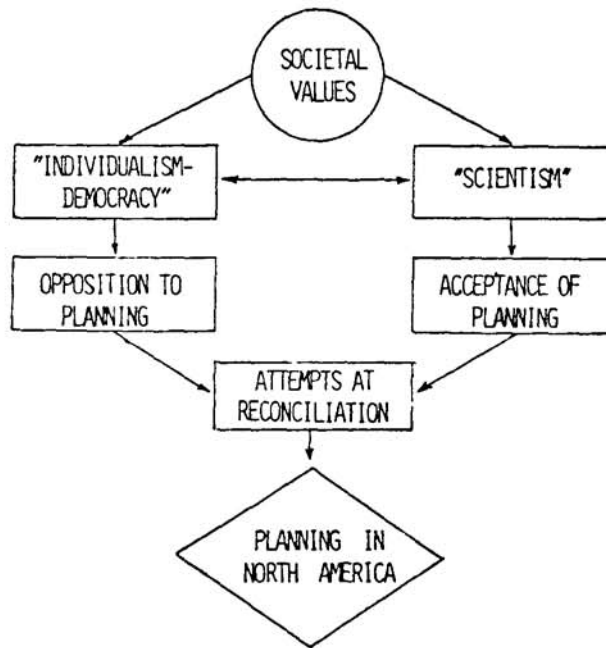 SOCIETAL
VALUES
"INDIVIDUALISM-
DEMOCRACY"
"SCIENTISM"
OPPOSITION TO
PLANNING
ACCEPTANCE OF
PLANNING
ATTEMPTS AT
RECONCILIATION
PLANNING IN
NORTH AMERICA